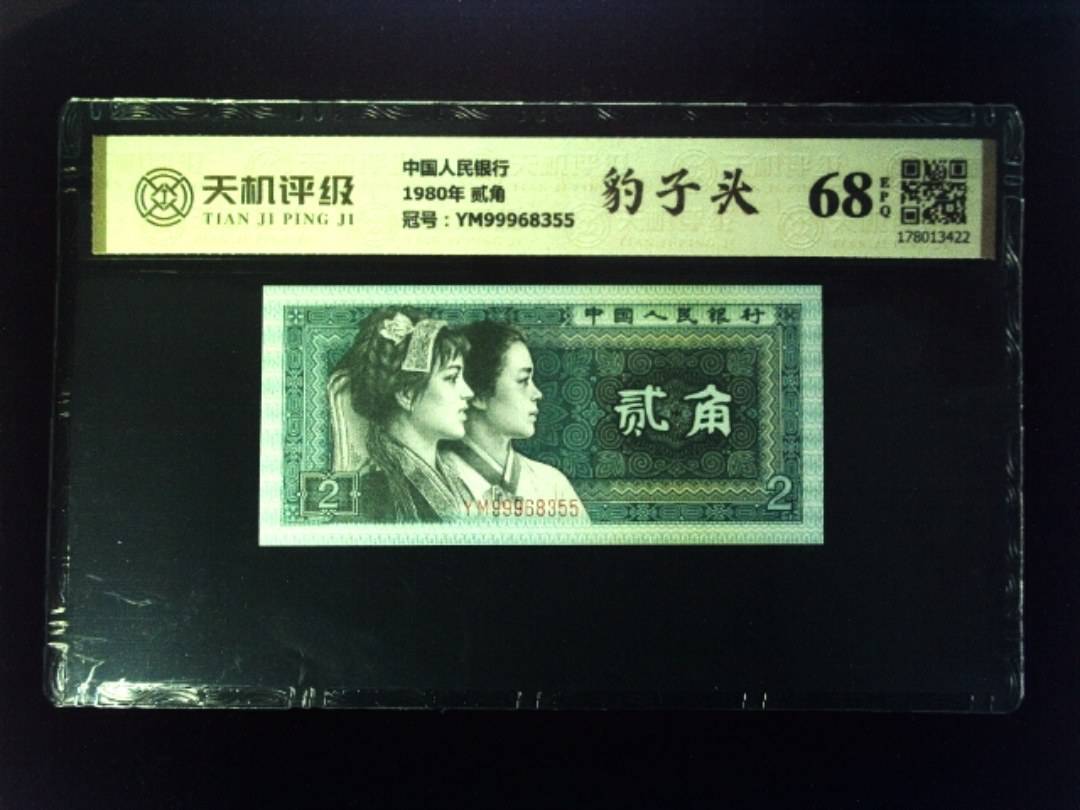 天机评级
TIAN JI PING JI
中国人民银行
1980年 贰角
冠号：YM99968355
豹子头
68
EPQ
178013422
中国人民银行
贰角
2
2
YM99968355